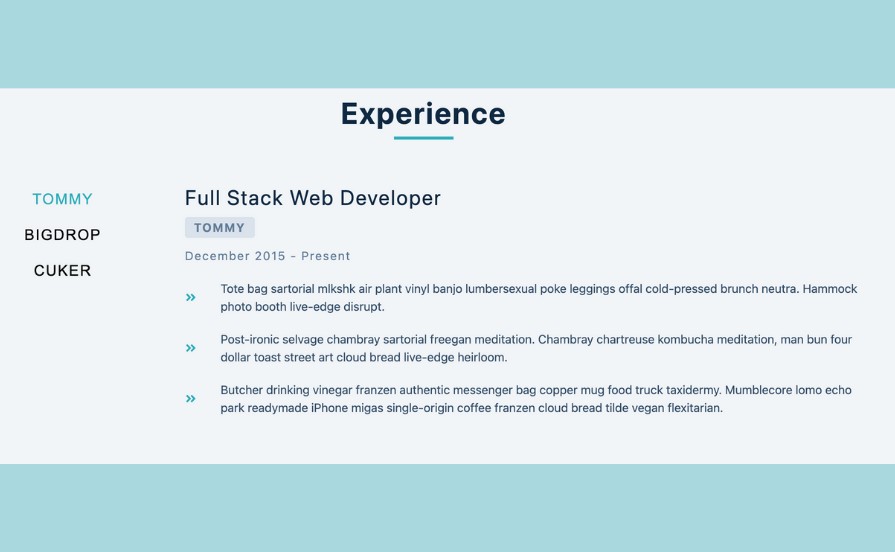 Experience
TOMMY
BIGDROP
CUKER
Full Stack Web Developer
TOMMY
December 2015 - Present
Tote bag sartorial mlkshk air plant vinyl banjo lumbersexual poke leggings offal cold-pressed brunch neutra. Hammock
photo booth live-edge disrupt.
Post-ironic selvage chambray sartorial freegan meditation. Chambray chartreuse kombucha meditation, man bun four
dollar toast street art cloud bread live-edge heirloom.
Butcher drinking vinegar franzen authentic messenger bag copper mug food truck taxidermy. Mumblecore lomo echo
park readymade iPhone migas single-origin coffee franzen cloud bread tilde vegan flexitarian.